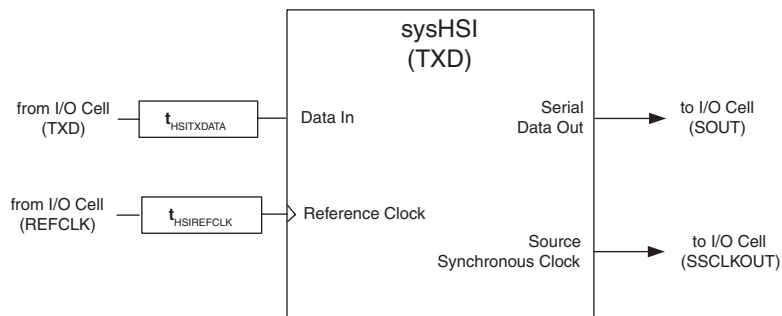 sysHSI
(TXD)
from I/O Cell
(TXD)
tHSITXDATA
Data In
Serial
Data Out
to I/O Cell
(SOUT)
from I/O Cell
(REFCLK)
tHSIREFCLK
Reference Clock
Source
Synchronous Clock
to I/O Cell
(SSCLKOUT)